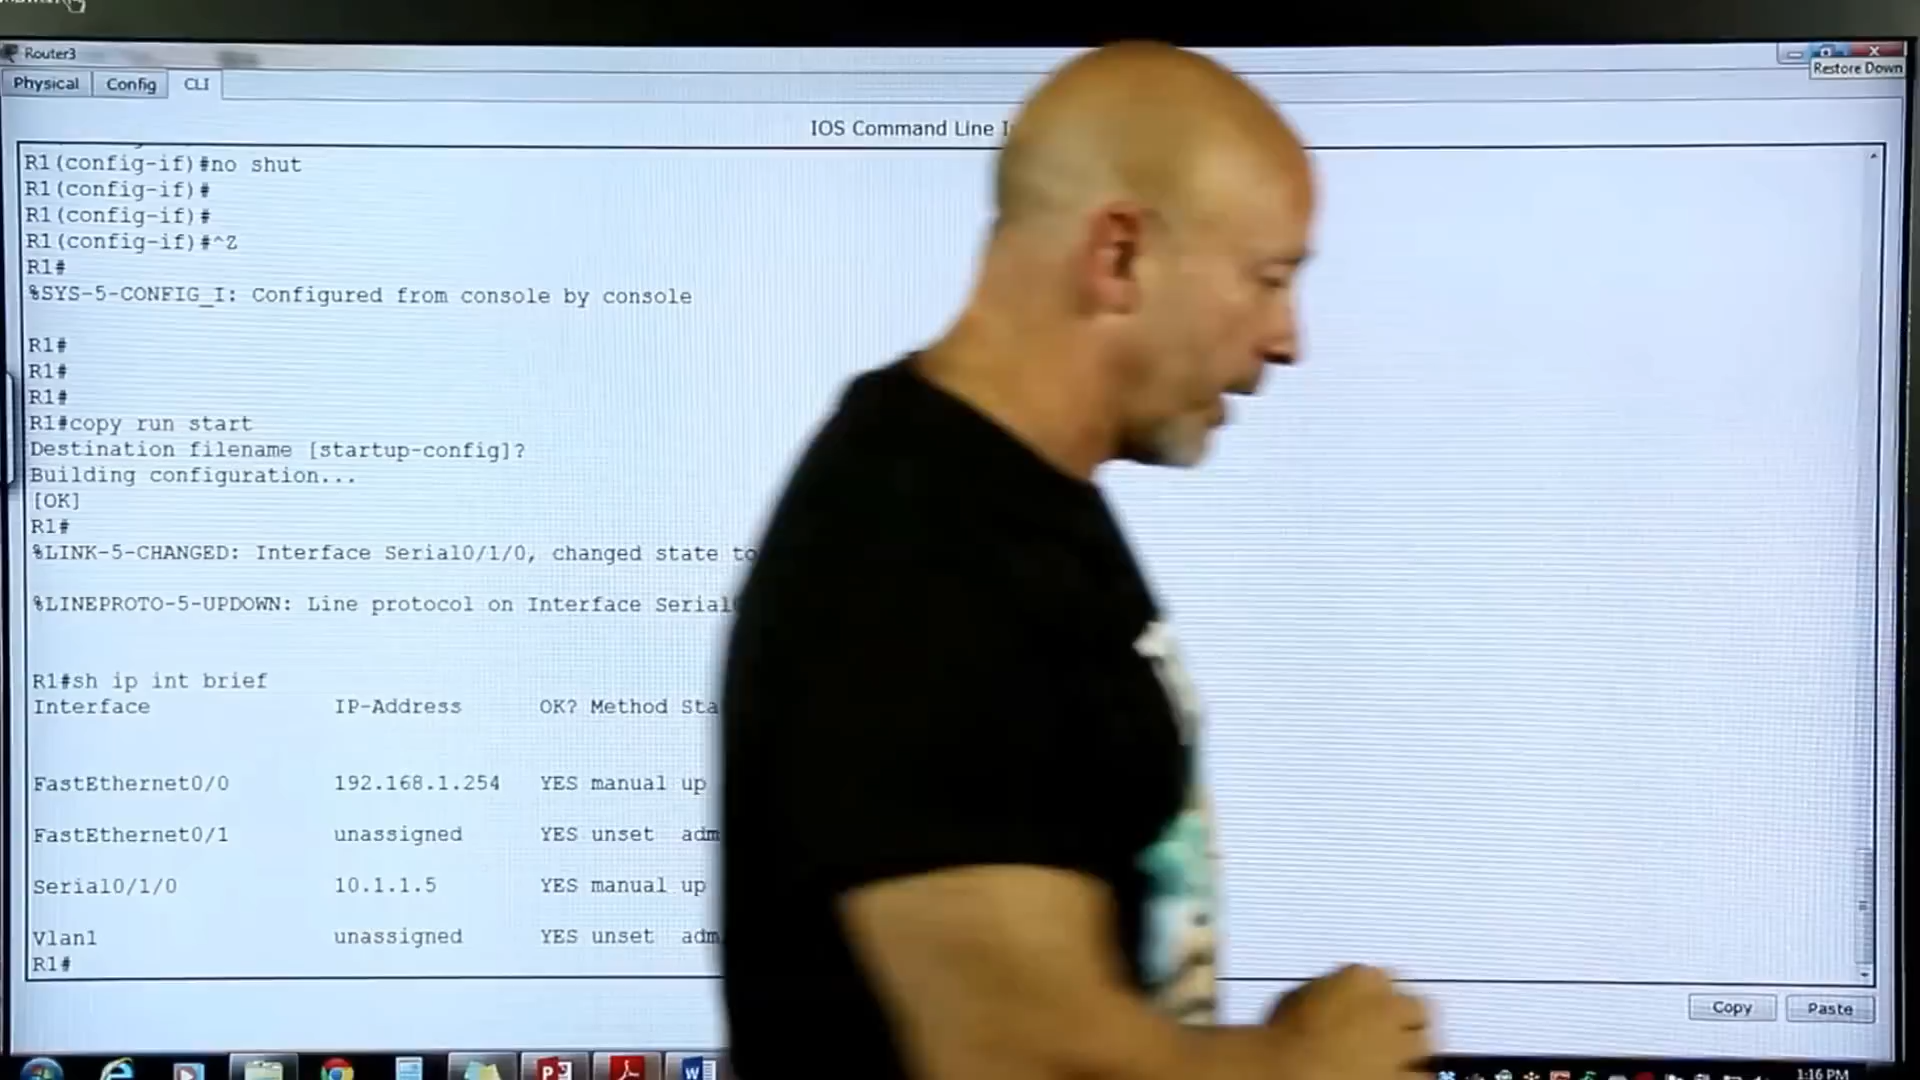 Router3
Restore Down
Physical Config CLI
IOS Command Line
R1(config-if)#no shut
R1(config-if)#
R1(config-if)#
R1(config-if)#^Z
R1#
%SYS-5-CONFIG_I: Configured from console by console
R1#
R1#
R1#
R1#copy run start
Destination filename [startup-config]?
Building configuration...
[OK]
R1#
%LINK-5-CHANGED: Interface Serial0/1/0, changed state to
%LINEPROTO-5-UPDOWN: Line protocol on Interface Serial
R1#sh ip int brief
Interface IP-Address OK? Method Sta
FastEthernet0/0 192.168.1.254 YES manual up
FastEthernet0/1 unassigned YES unset adm
Serial0/1/0 10.1.1.5 YES manual up
Vlan1 unassigned YES unset adm
R1#
Copy Paste
1:16 PM